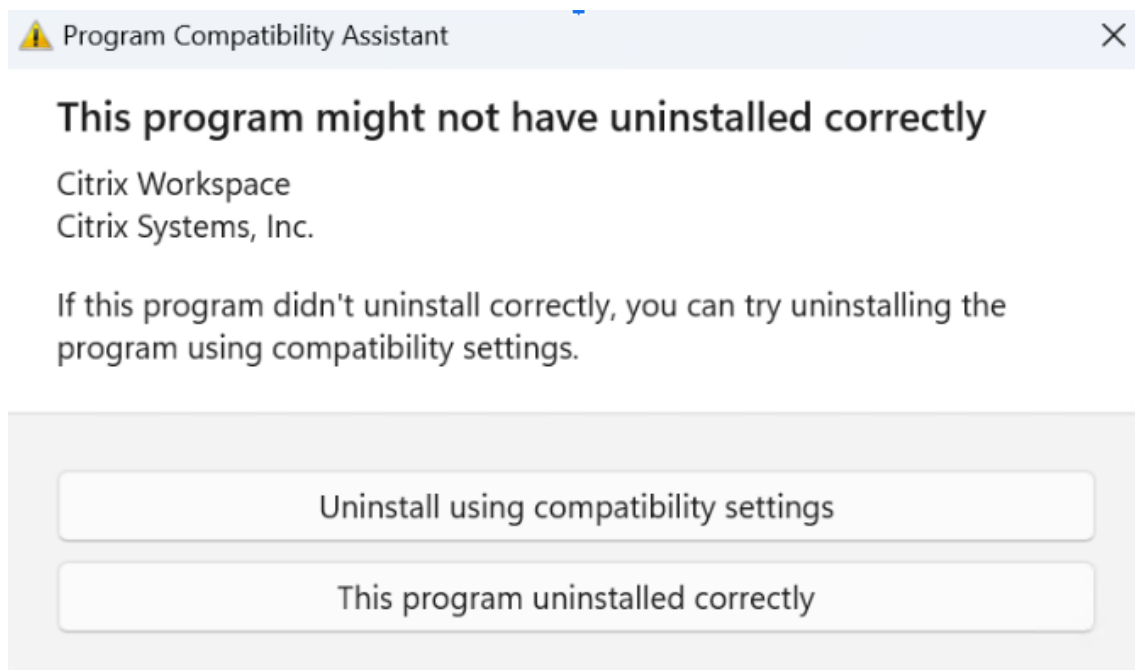 Program Compatibility Assistant
This program might not have uninstalled correctly
Citrix Workspace
Citrix Systems, Inc.
If this program didn't uninstall correctly, you can try uninstalling the
program using compatibility settings.
Uninstall using compatibility settings
This program uninstalled correctly